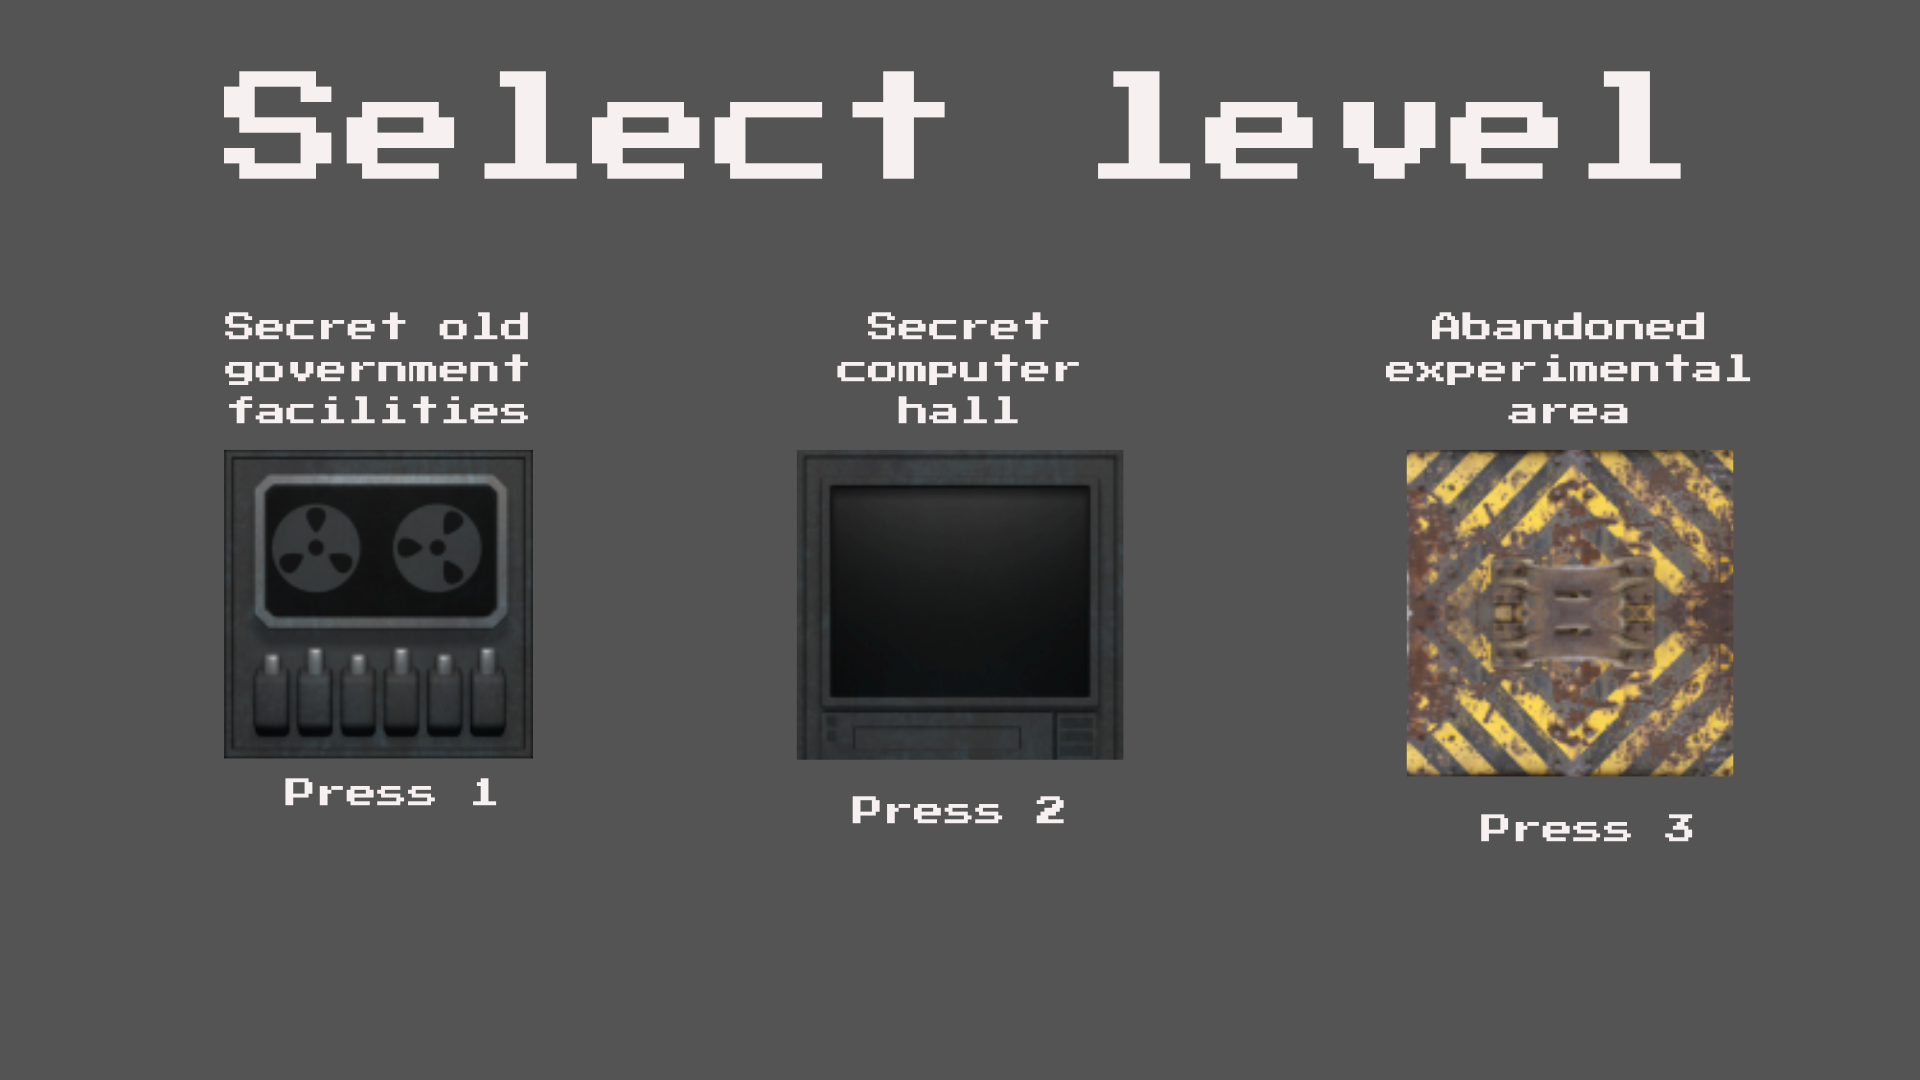 Select level
Secret old
government
facilities
Secret
computer
hall
Abandoned
experimental
area
Press 1
Press 2
Press 3